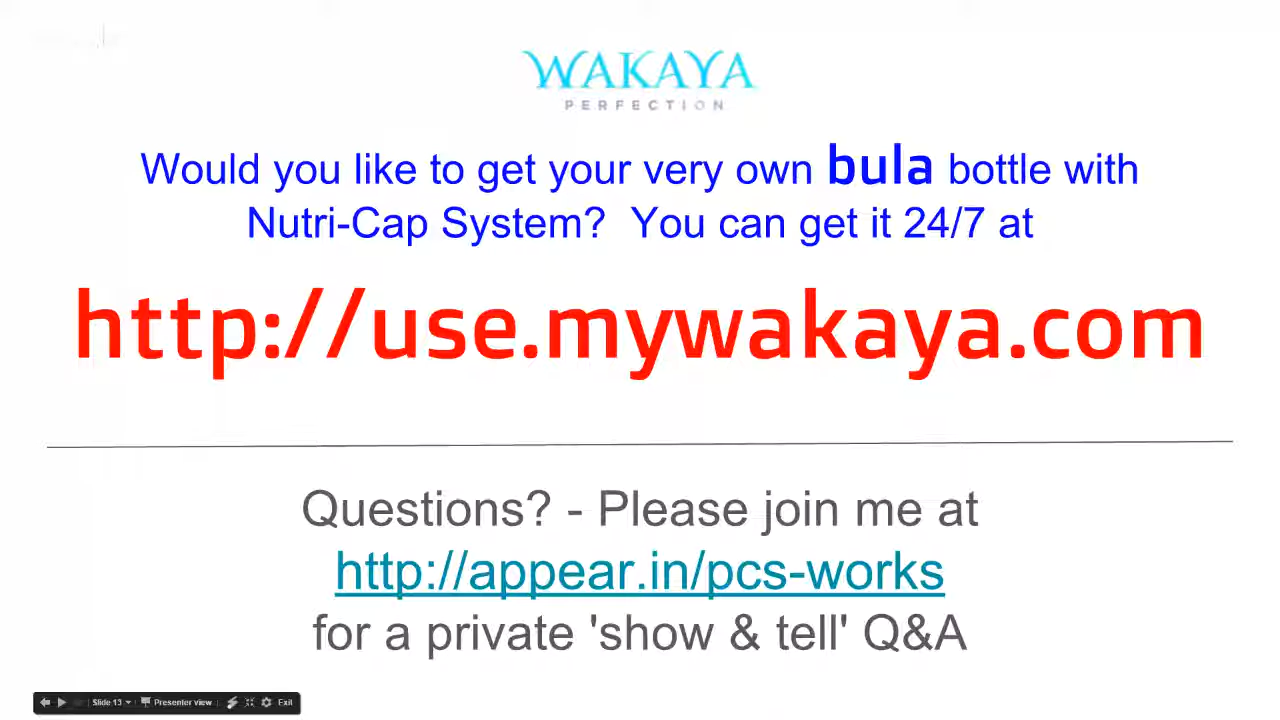 WAKAYA
PERFECTION
Would you like to get your very own bula bottle with
Nutri-Cap System? You can get it 24/7 at
http://use.mywakaya.com
Questions? - Please join me at
http://appear.in/pcs-works
for a private 'show & tell' Q&A
Slide 13 Presenter view Exit